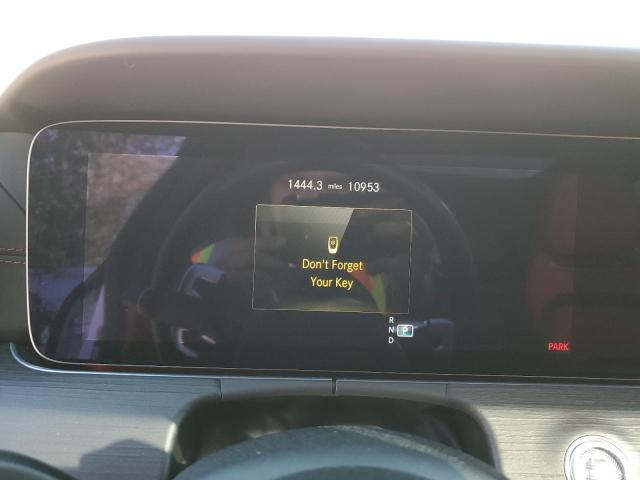 1444.3 miles 10953
Don't Forget
Your Key
R
N P
D
PARK